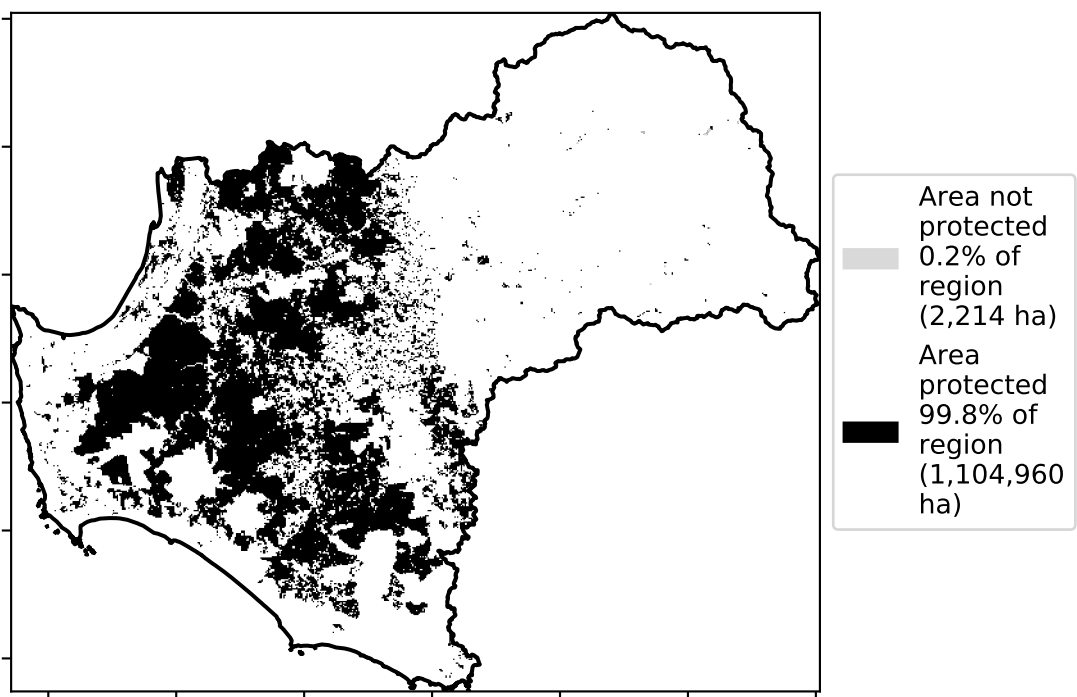 Area not
protected
0.2% of
region
(2,214 ha)
Area
protected
99.8% of
region
(1,104,960
ha)